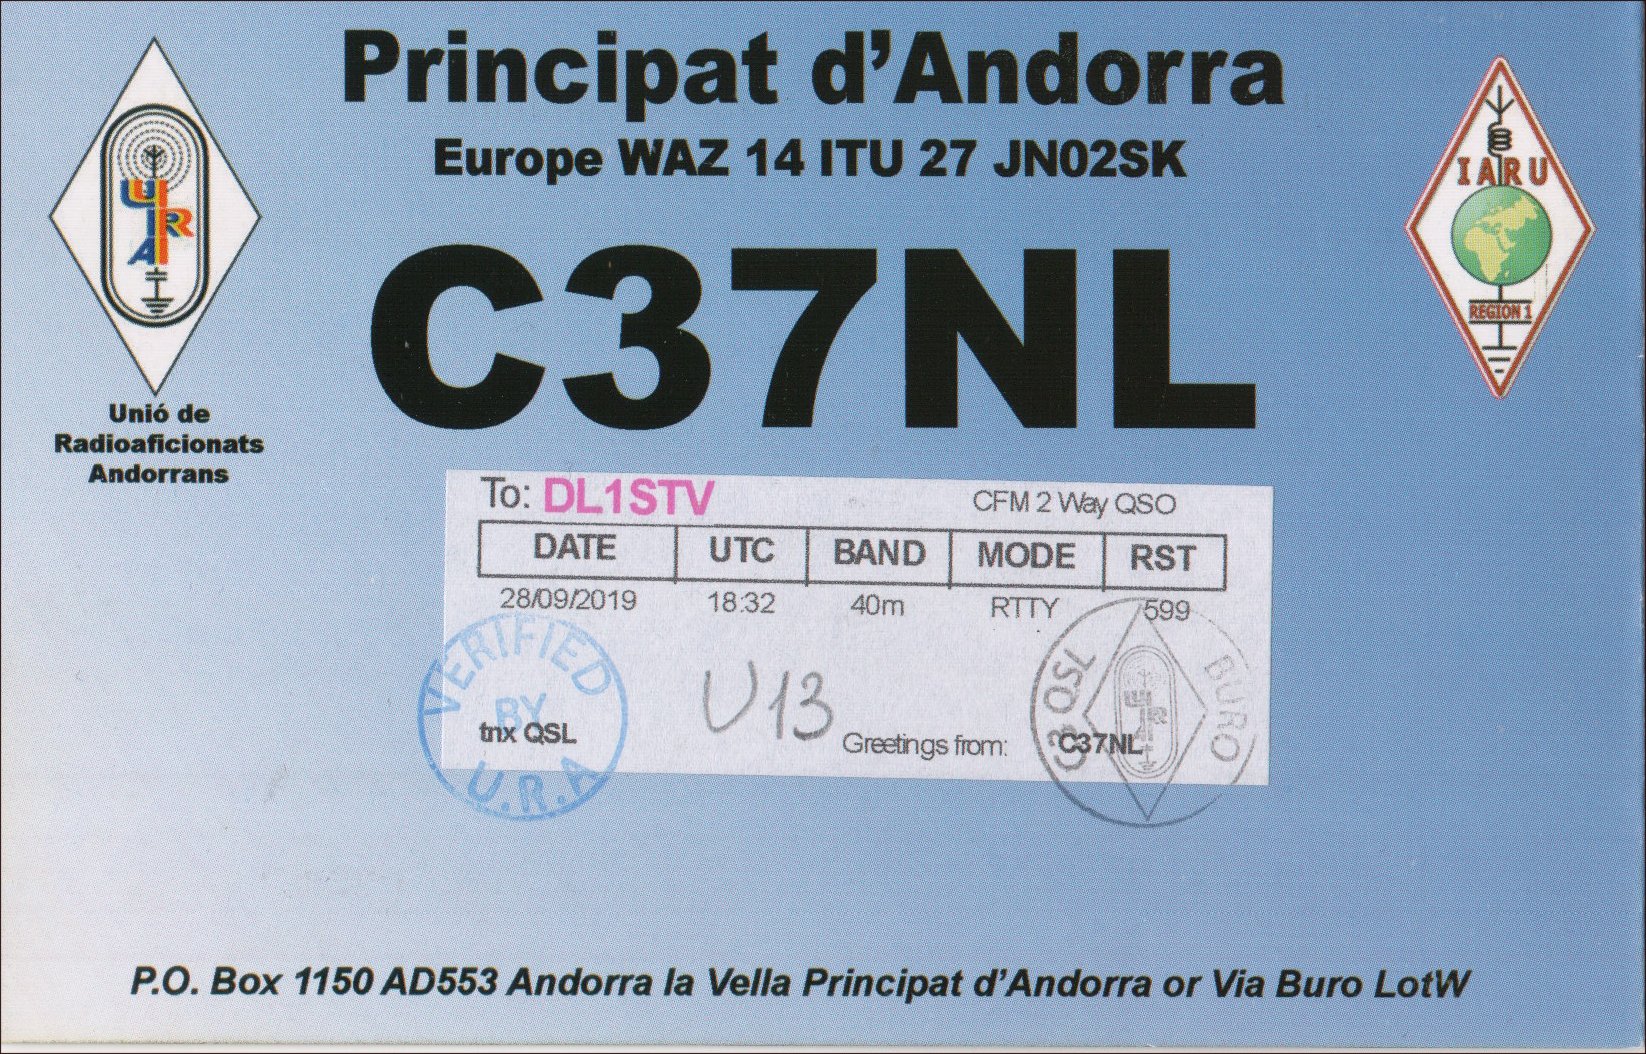 Principat d'Andorra
Europe WAZ 14 ITU 27 JN02SK
C37NL
URA
Unió de
Radioaficionats
Andorrans
IARU
REGION 1
To: DL1STV CFM 2 Way QSO
DATE UTC BAND MODE RST
28/09/2019 18:32 40m RTTY 599
VERIFIED
BY
U.R.A
tnx QSL
U13
Greetings from: C37NL
C3 QSL BURO
URA
P.O. Box 1150 AD553 Andorra la Vella Principat d'Andorra or Via Buro LotW